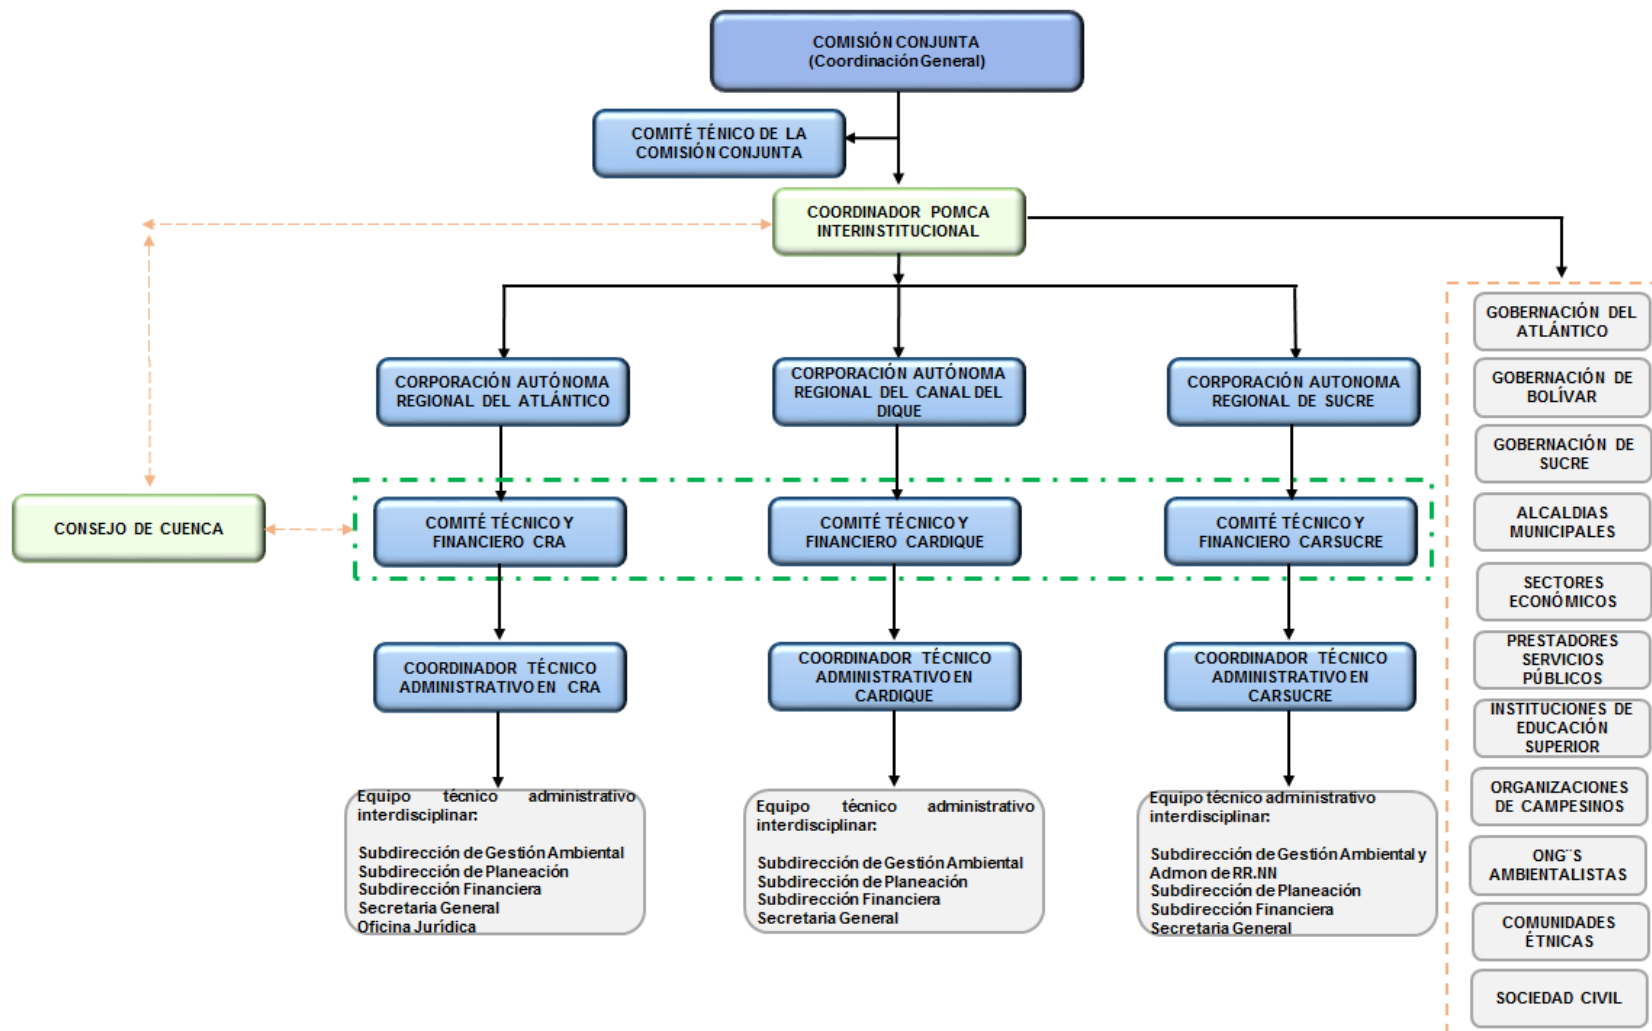 COMISIÓN CONJUNTA
(Coordinación General)
COMITÉ TÉNICO DE LA
COMISIÓN CONJUNTA
COORDINADOR POMCA
INTERINSTITUCIONAL
CORPORACIÓN AUTÓNOMA
REGIONAL DEL ATLÁNTICO
CORPORACIÓN AUTÓNOMA
REGIONAL DEL CANAL DEL
DIQUE
CORPORACIÓN AUTONOMA
REGIONAL DE SUCRE
CONSEJO DE CUENCA
COMITÉ TÉCNICO Y
FINANCIERO CRA
COMITÉ TÉCNICO Y
FINANCIERO CARDIQUE
COMITÉ TÉCNICO Y
FINANCIERO CARSUCRE
COORDINADOR TÉCNICO
ADMINISTRATIVO EN CRA
COORDINADOR TÉCNICO
ADMINISTRATIVO EN
CARDIQUE
COORDINADOR TÉCNICO
ADMINISTRATIVO EN
CARSUCRE
Equipo técnico administrativo
interdisciplinar:
Subdirección de Gestión Ambiental
Subdirección de Planeación
Subdirección Financiera
Secretaria General
Oficina Jurídica
Equipo técnico administrativo
interdisciplinar:
Subdirección de Gestión Ambiental
Subdirección de Planeación
Subdirección Financiera
Secretaria General
Equipo técnico administrativo
interdisciplinar:
Subdirección de Gestión Ambiental y
Admon de RR.NN
Subdirección de Planeación
Subdirección Financiera
Secretaria General
GOBERNACIÓN DEL
ATLÁNTICO
GOBERNACIÓN DE
BOLÍVAR
GOBERNACIÓN DE
SUCRE
ALCALDIAS
MUNICIPALES
SECTORES
ECONÓMICOS
PRESTADORES
SERVICIOS
PÚBLICOS
INSTITUCIONES DE
EDUCACIÓN
SUPERIOR
ORGANIZACIONES
DE CAMPESINOS
ONG¨S
AMBIENTALISTAS
COMUNIDADES
ÉTNICAS
SOCIEDAD CIVIL